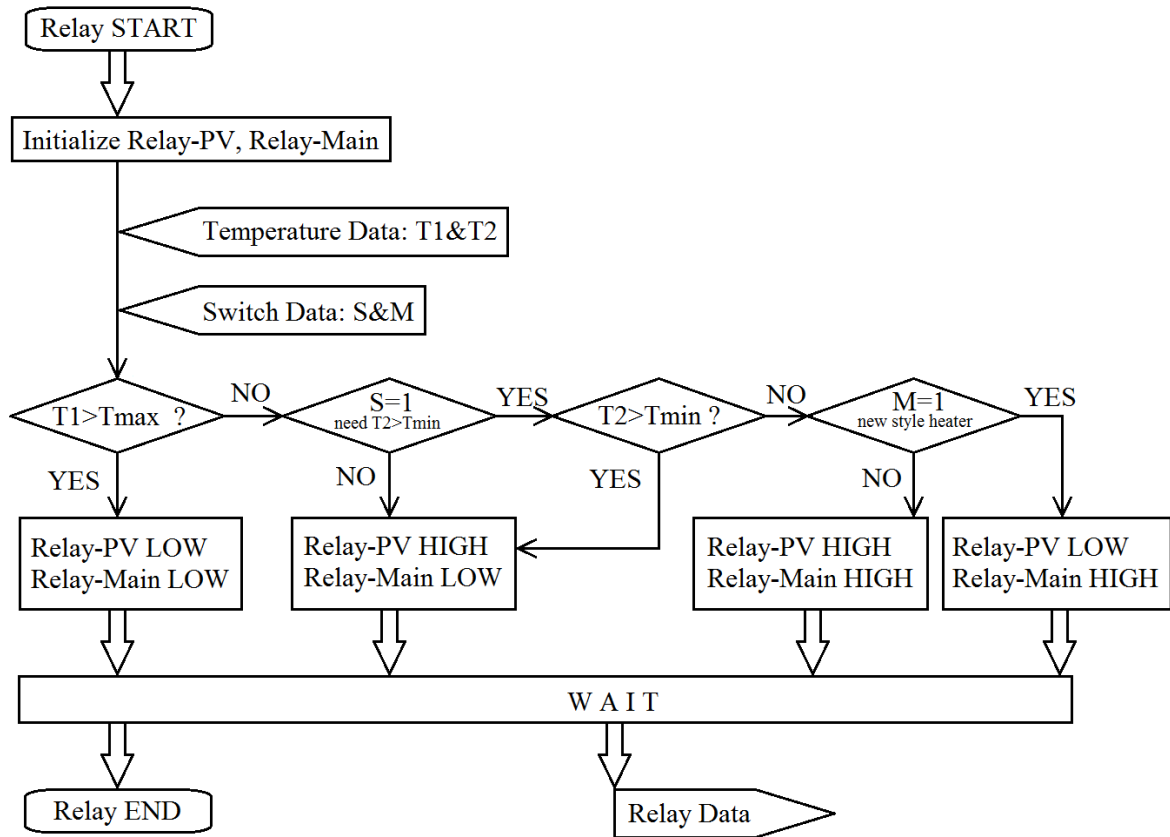 Relay START
Initialize Relay-PV, Relay-Main
Temperature Data: T1&T2
Switch Data: S&M
T1>Tmax ?
NO
S=1
need T2>Tmin
YES
T2>Tmin ?
NO
M=1
new style heater
YES
YES
NO
YES
NO
Relay-PV LOW
Relay-Main LOW
Relay-PV HIGH
Relay-Main LOW
Relay-PV HIGH
Relay-Main HIGH
Relay-PV LOW
Relay-Main HIGH
W A I T
Relay END
Relay Data